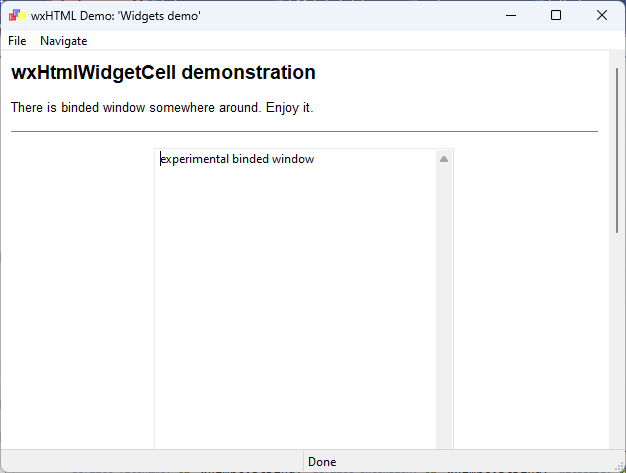 wxHTML Demo: 'Widgets demo'
File Navigate
wxHtmlWidgetCell demonstration
There is binded window somewhere around. Enjoy it.
experimental binded window
Done